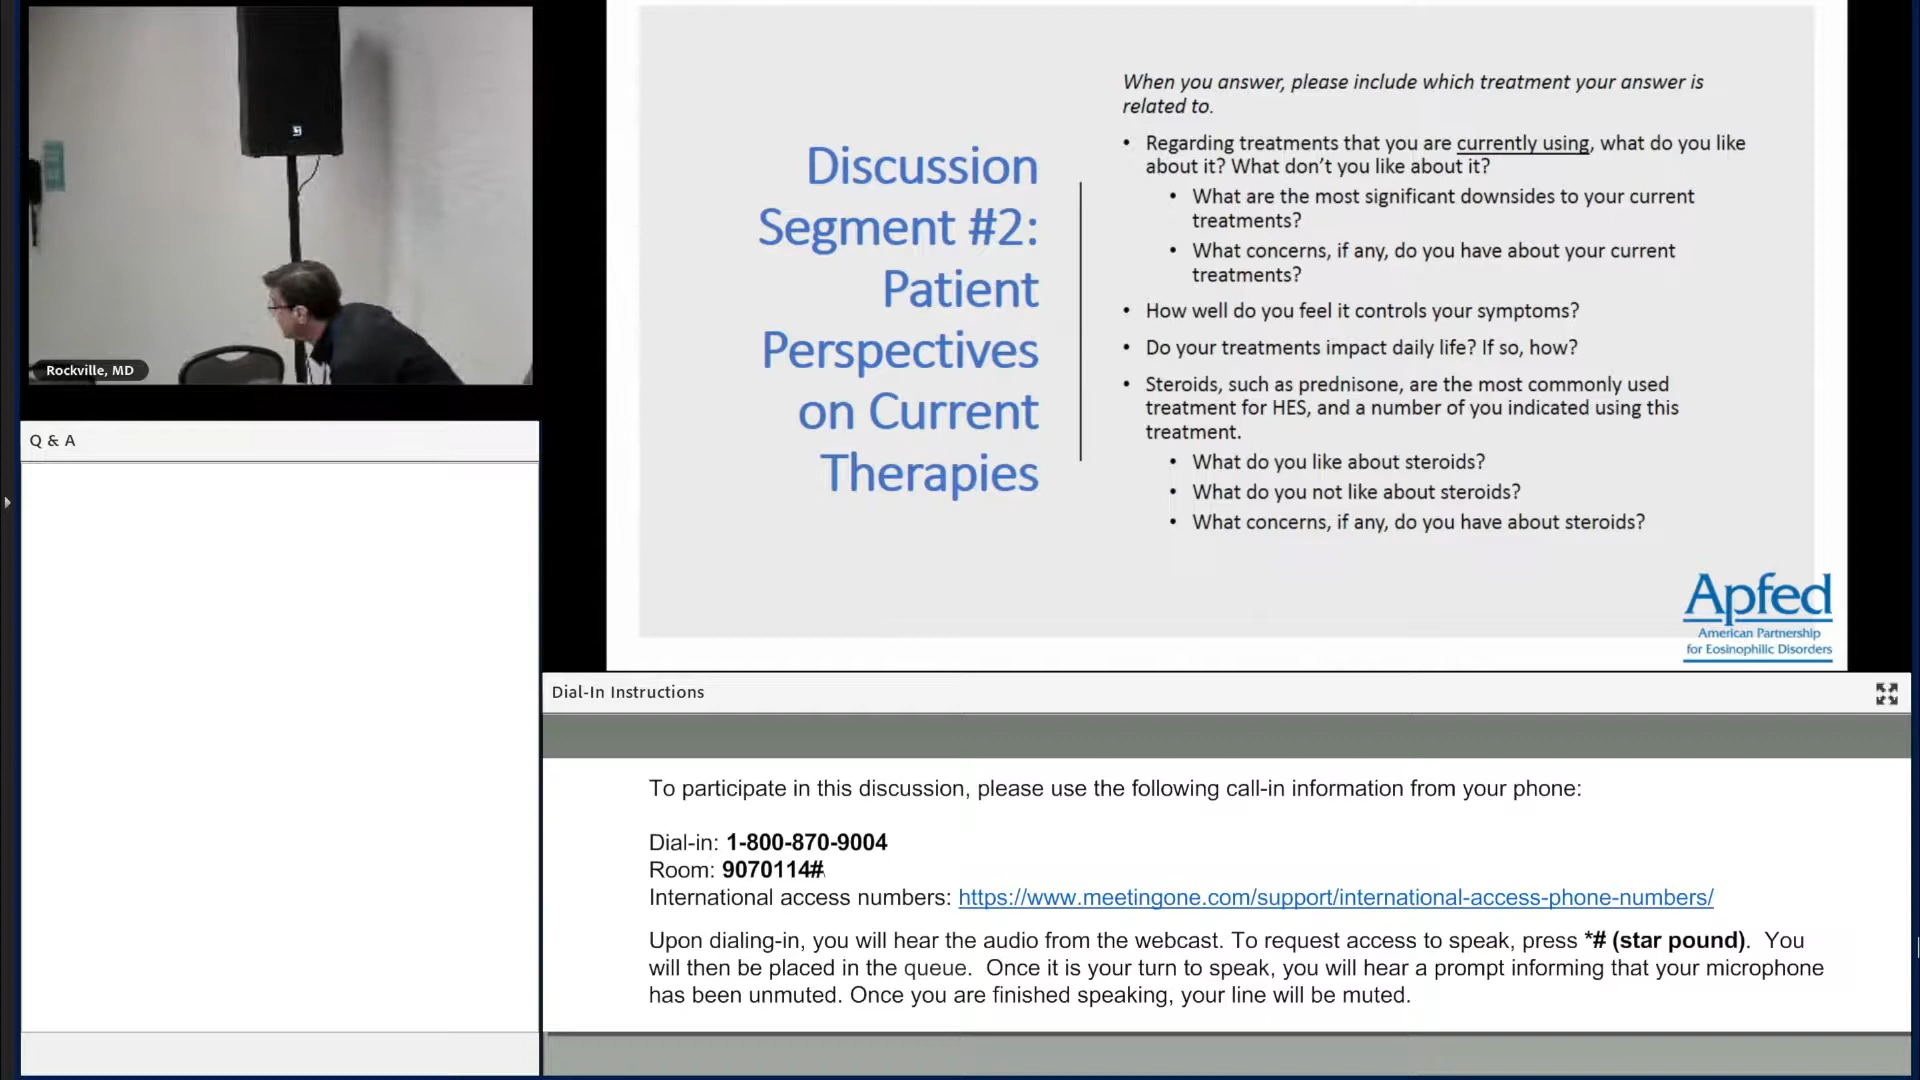 Rockville, MD
Q & A
Discussion
Segment #2:
Patient
Perspectives
on Current
Therapies
When you answer, please include which treatment your answer is
related to.
• Regarding treatments that you are currently using, what do you like
about it? What don’t you like about it?
• What are the most significant downsides to your current
treatments?
• What concerns, if any, do you have about your current
treatments?
• How well do you feel it controls your symptoms?
• Do your treatments impact daily life? If so, how?
• Steroids, such as prednisone, are the most commonly used
treatment for HES, and a number of you indicated using this
treatment.
• What do you like about steroids?
• What do you not like about steroids?
• What concerns, if any, do you have about steroids?
Apfed
American Partnership
for Eosinophilic Disorders
Dial-In Instructions
To participate in this discussion, please use the following call-in information from your phone:
Dial-in: 1-800-870-9004
Room: 9070114#
International access numbers: https://www.meetingone.com/support/international-access-phone-numbers/
Upon dialing-in, you will hear the audio from the webcast. To request access to speak, press *# (star pound). You
will then be placed in the queue. Once it is your turn to speak, you will hear a prompt informing that your microphone
has been unmuted. Once you are finished speaking, your line will be muted.